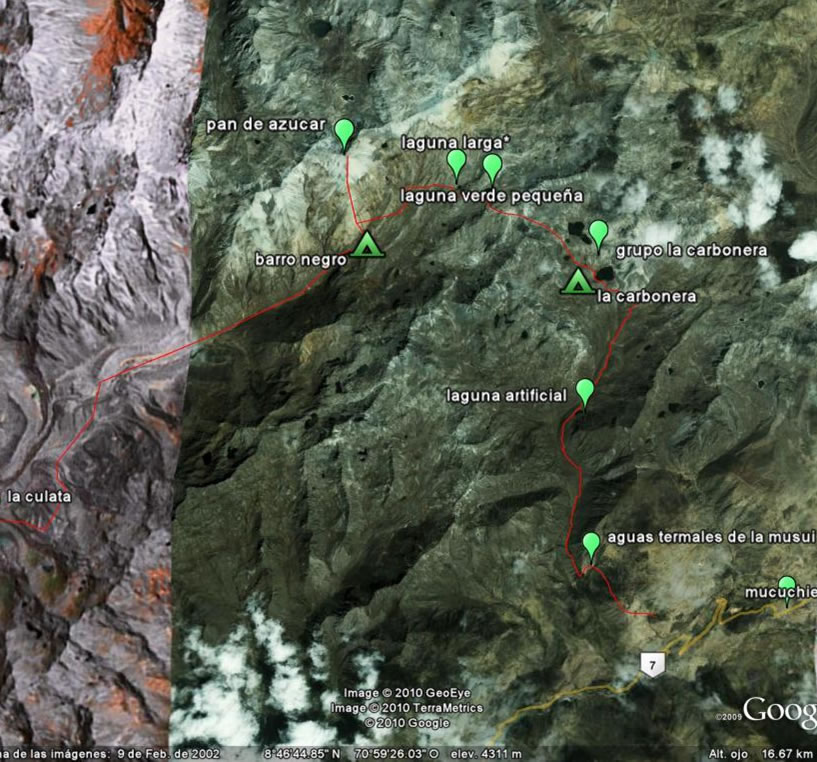 pan de azucar
laguna larga*
laguna verde pequeña
grupo la carbonera
barro negro
la carbonera
laguna artificial
la culata
aguas termales de la musui
mucuchie
7
Image © 2010 GeoEye
Image © 2010 TerraMetrics
© 2010 Google
©2009 Goog
na de las imágenes: 9 de Feb. de 2002 8°46'44.85" N 70°59'26.03" O elev. 4311 m Alt. ojo 16.67 km